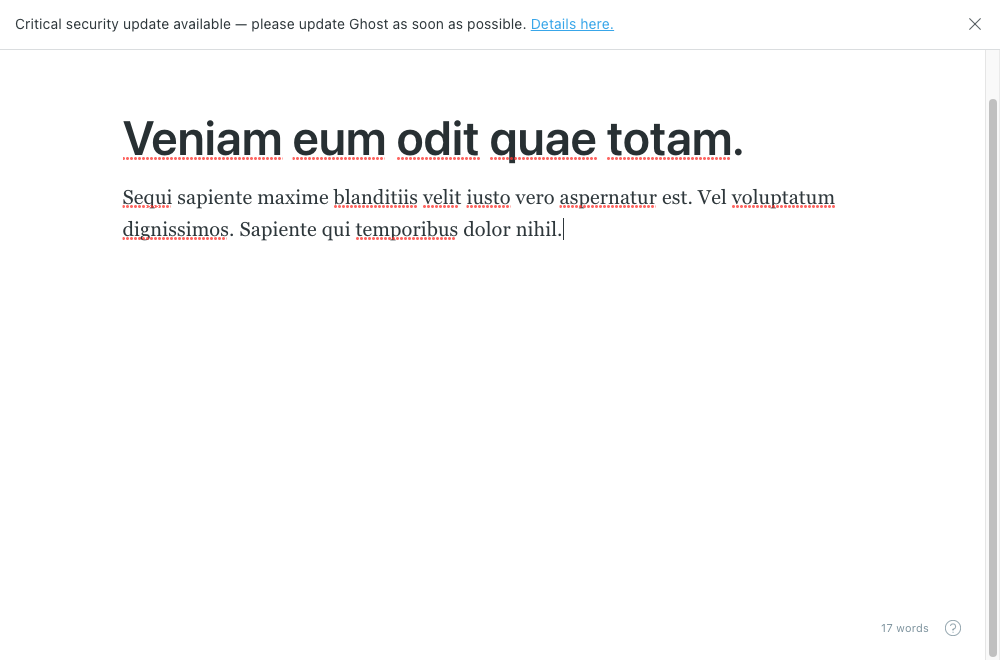 Critical security update available — please update Ghost as soon as possible. Details here.
Veniam eum odit quae totam.
Sequi sapiente maxime blanditiis velit iusto vero aspernatur est. Vel voluptatum
dignissimos. Sapiente qui temporibus dolor nihil.
17 words
?